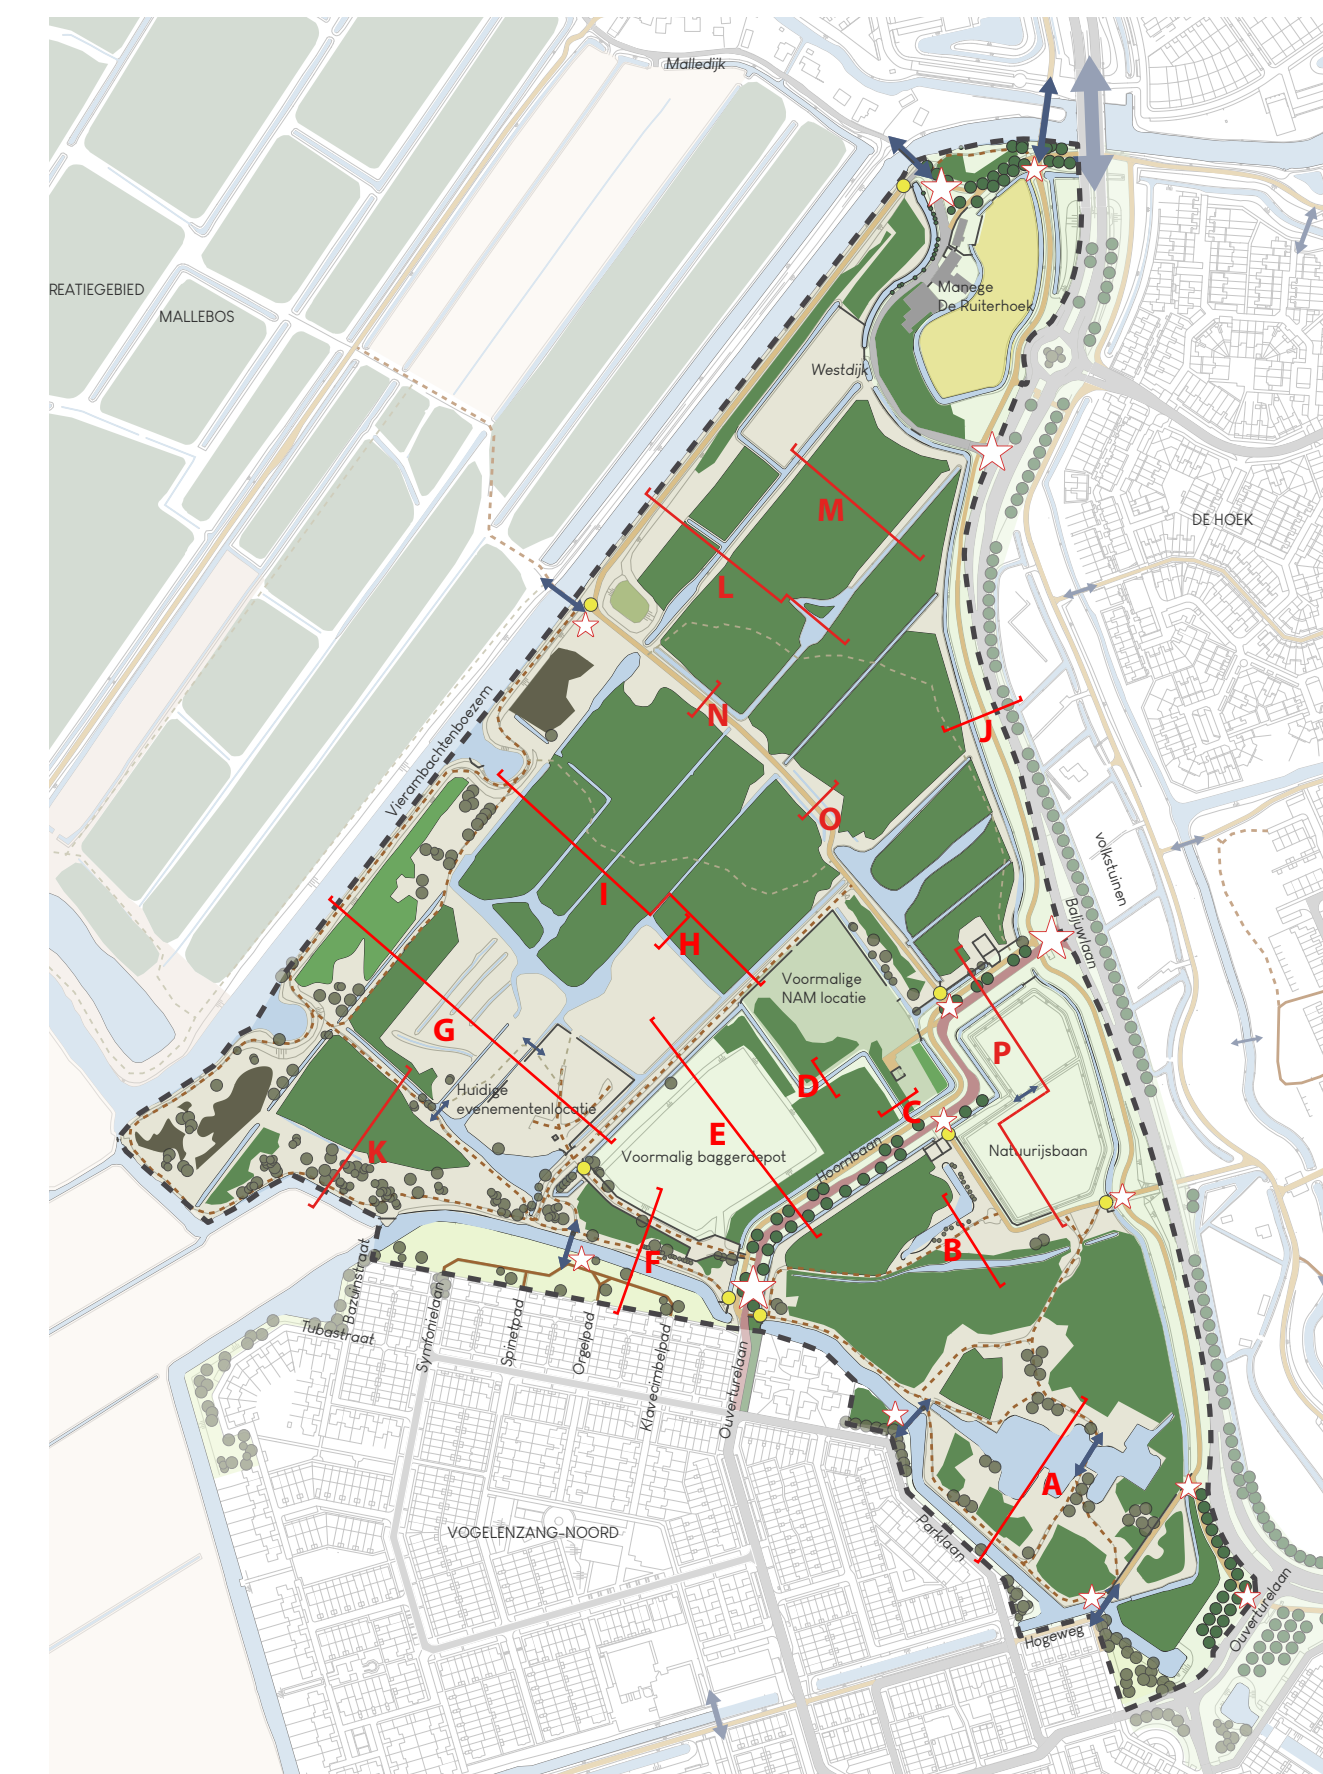 Malledijk
REATIEGEBIED
MALLEBOS
Manege
De Ruiterhoek
Westdijk
M
DE HOEK
L
Vierambachtenboezem
N
J
O
volkstuinen
I
Baljuwlaan
H
Voormalige
NAM locatie
G
P
Huidige
evenementenlocatie
D
C
E
Hoornbaan
K
Voormalig baggerdepot
Natuurijsbaan
B
F
Bazuinstraat
Tubastraat
Symfonielaan
Spinetpad
Orgelpad
Klavecimbelpad
Ouverturelaan
A
VOGELENZANG-NOORD
Parklaan
Hogeweg
Ouverturelaan